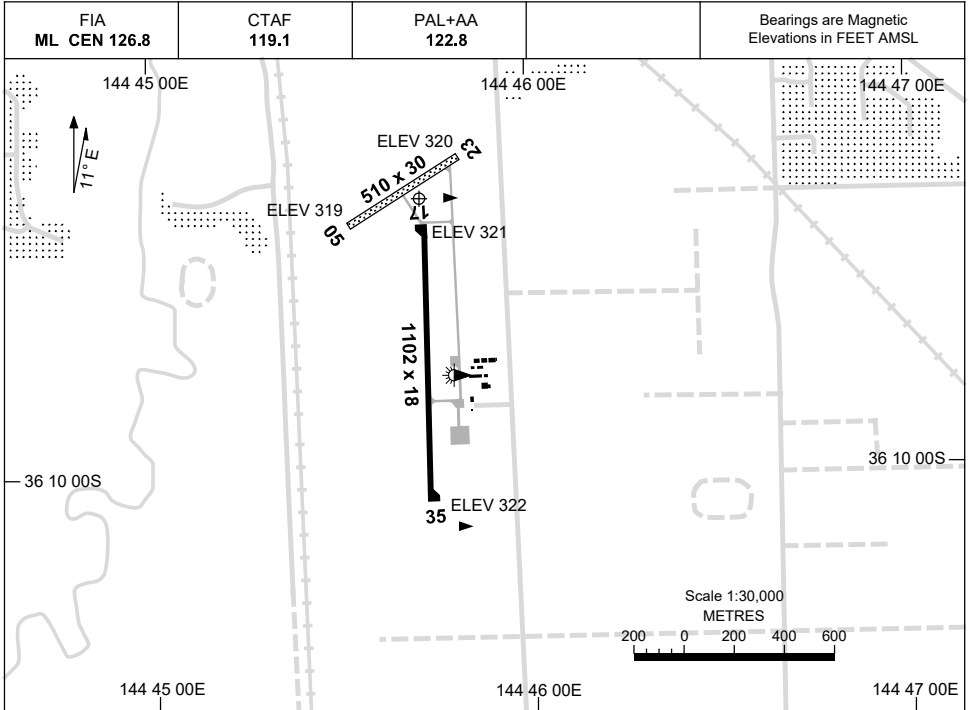 FIA
ML CEN 126.8
CTAF
119.1
PAL+AA
122.8
Bearings are Magnetic
Elevations in FEET AMSL
144 45 00E
144 46 00E
144 47 00E
11° E
ELEV 320
23
510 x 30
ELEV 319
05
17
ELEV 321
1102 x 18
36 10 00S
36 10 00S
ELEV 322
35
Scale 1:30,000
METRES
200 0 200 400 600
144 45 00E
144 46 00E
144 47 00E